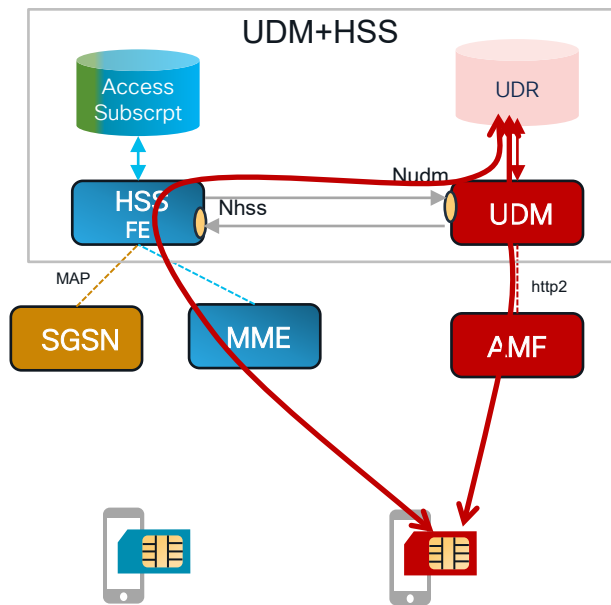 UDM+HSS
Access
Subscrpt
UDR
Nudm
HSS
FE
Nhss
UDM
MAP
http2
SGSN
MME
AMF